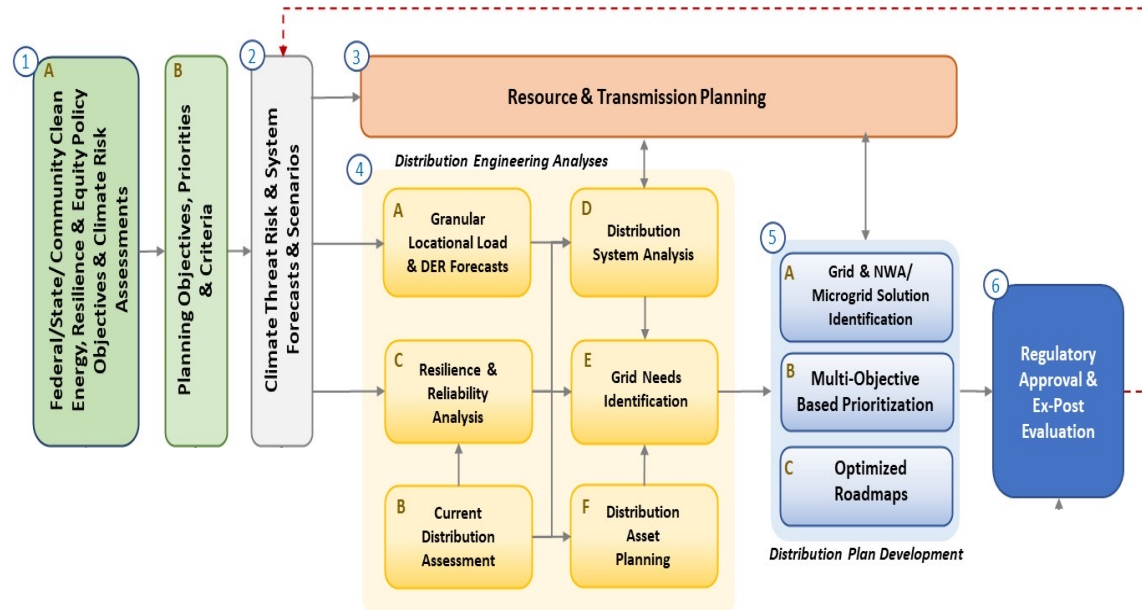 1
A
Federal/State/ Community Clean
Energy, Resilience & Equity Policy
Objectives & Climate Risk
Assessments
B
Planning Objectives, Priorities
& Criteria
2
Climate Threat Risk & System
Forecasts & Scenarios
3
Resource & Transmission Planning
Distribution Engineering Analyses
4
A
Granular
Locational Load
& DER Forecasts
D
Distribution
System Analysis
C
Resilience &
Reliability
Analysis
E
Grid Needs
Identification
B
Current
Distribution
Assessment
F
Distribution
Asset
Planning
5
A
Grid & NWA/
Microgrid Solution
Identification
B
Multi-Objective
Based Prioritization
C
Optimized
Roadmaps
Distribution Plan Development
6
Regulatory
Approval &
Ex-Post
Evaluation